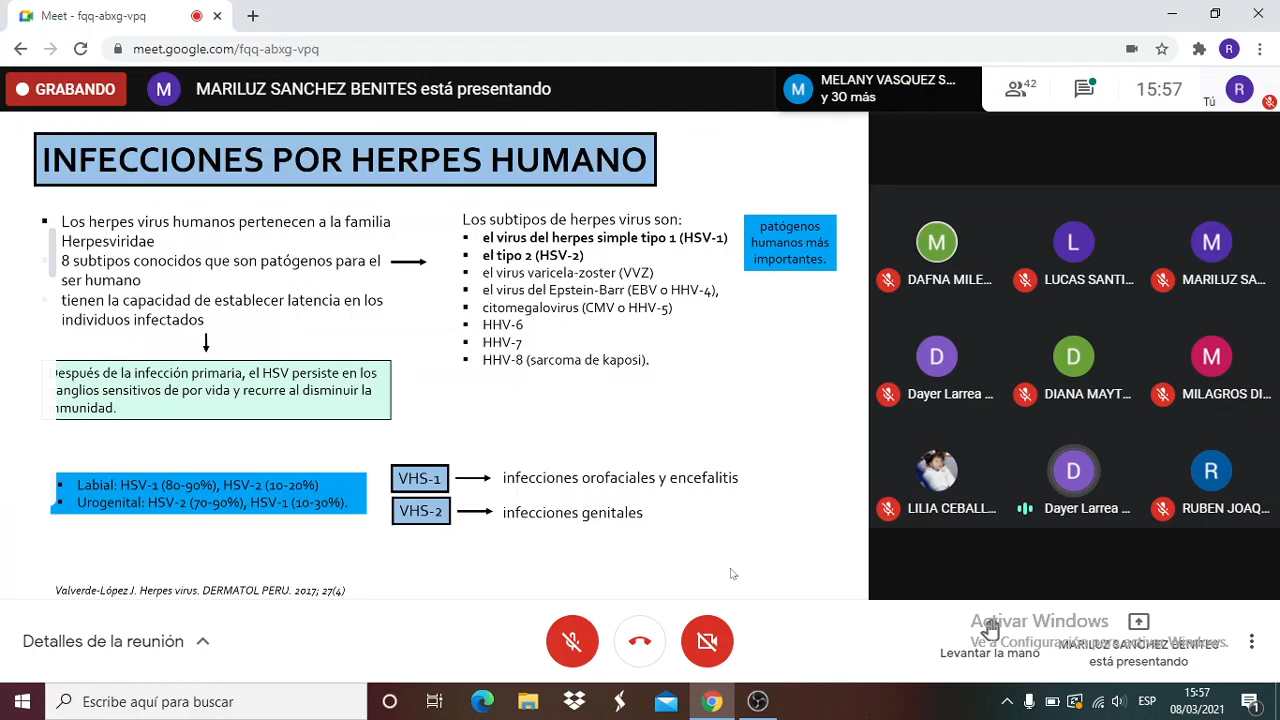 Meet - fqq-abxg-vpq
meet.google.com/fqq-abxg-vpq
R
GRABANDO
M
MARILUZ SANCHEZ BENITES está presentando
M
MELANY VASQUEZ S...
y 30 más
42
15:57
Tú
R
INFECCIONES POR HERPES HUMANO
▪ Los herpes virus humanos pertenecen a la familia
Herpesviridae
▪ 8 subtipos conocidos que son patógenos para el
ser humano
▪ tienen la capacidad de establecer latencia en los
individuos infectados
Después de la infección primaria, el HSV persiste en los
ganglios sensitivos de por vida y recurre al disminuir la
inmunidad.
Los subtipos de herpes virus son:
▪ el virus del herpes simple tipo 1 (HSV-1)
▪ el tipo 2 (HSV-2)
▪ el virus varicela-zoster (VVZ)
▪ el virus del Epstein-Barr (EBV o HHV-4),
▪ citomegalovirus (CMV o HHV-5)
▪ HHV-6
▪ HHV-7
▪ HHV-8 (sarcoma de kaposi).
patógenos
humanos más
importantes.
▪ Labial: HSV-1 (80-90%), HSV-2 (10-20%)
▪ Urogenital: HSV-2 (70-90%), HSV-1 (10-30%).
VHS-1
infecciones orofaciales y encefalitis
VHS-2
infecciones genitales
Valverde-López J. Herpes virus. DERMATOL PERU. 2017; 27(4)
M
DAFNA MILE...
L
LUCAS SANTI...
M
MARILUZ SA...
D
Dayer Larrea ...
D
DIANA MAYT...
M
MILAGROS DI...
LILIA CEBALL...
D
Dayer Larrea ...
R
RUBEN JOAQ...
Detalles de la reunión
Activar Windows
Ve a Configuración para activar Windows.
Levantar la mano
MARILUZ SANCHEZ BENITES
está presentando
Escribe aquí para buscar
ESP
15:57
08/03/2021
1